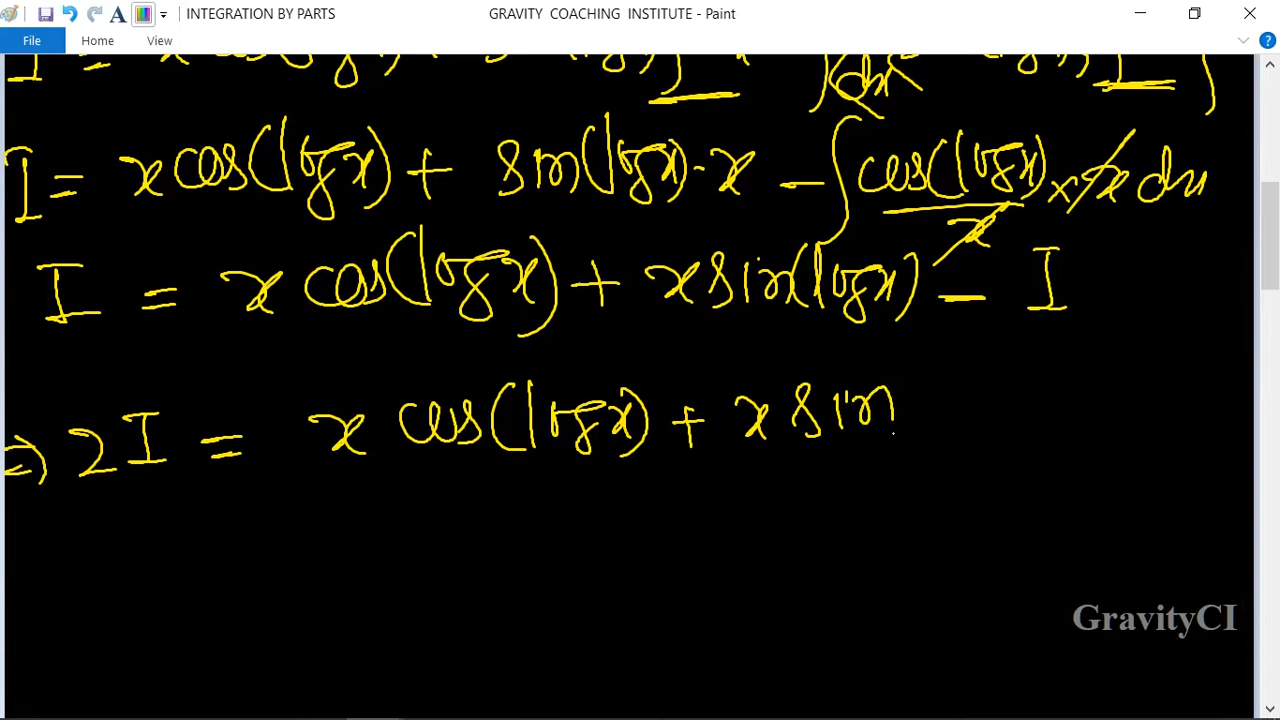 INTEGRATION BY PARTS GRAVITY COACHING INSTITUTE - Paint
File Home View
I = x cos(log x) + sin(log x)·x - ∫ cos(log x)/x × x dx
I = x cos(log x) + x sin(log x) - I
⇒ 2I = x cos(log x) + x sin
GravityCI